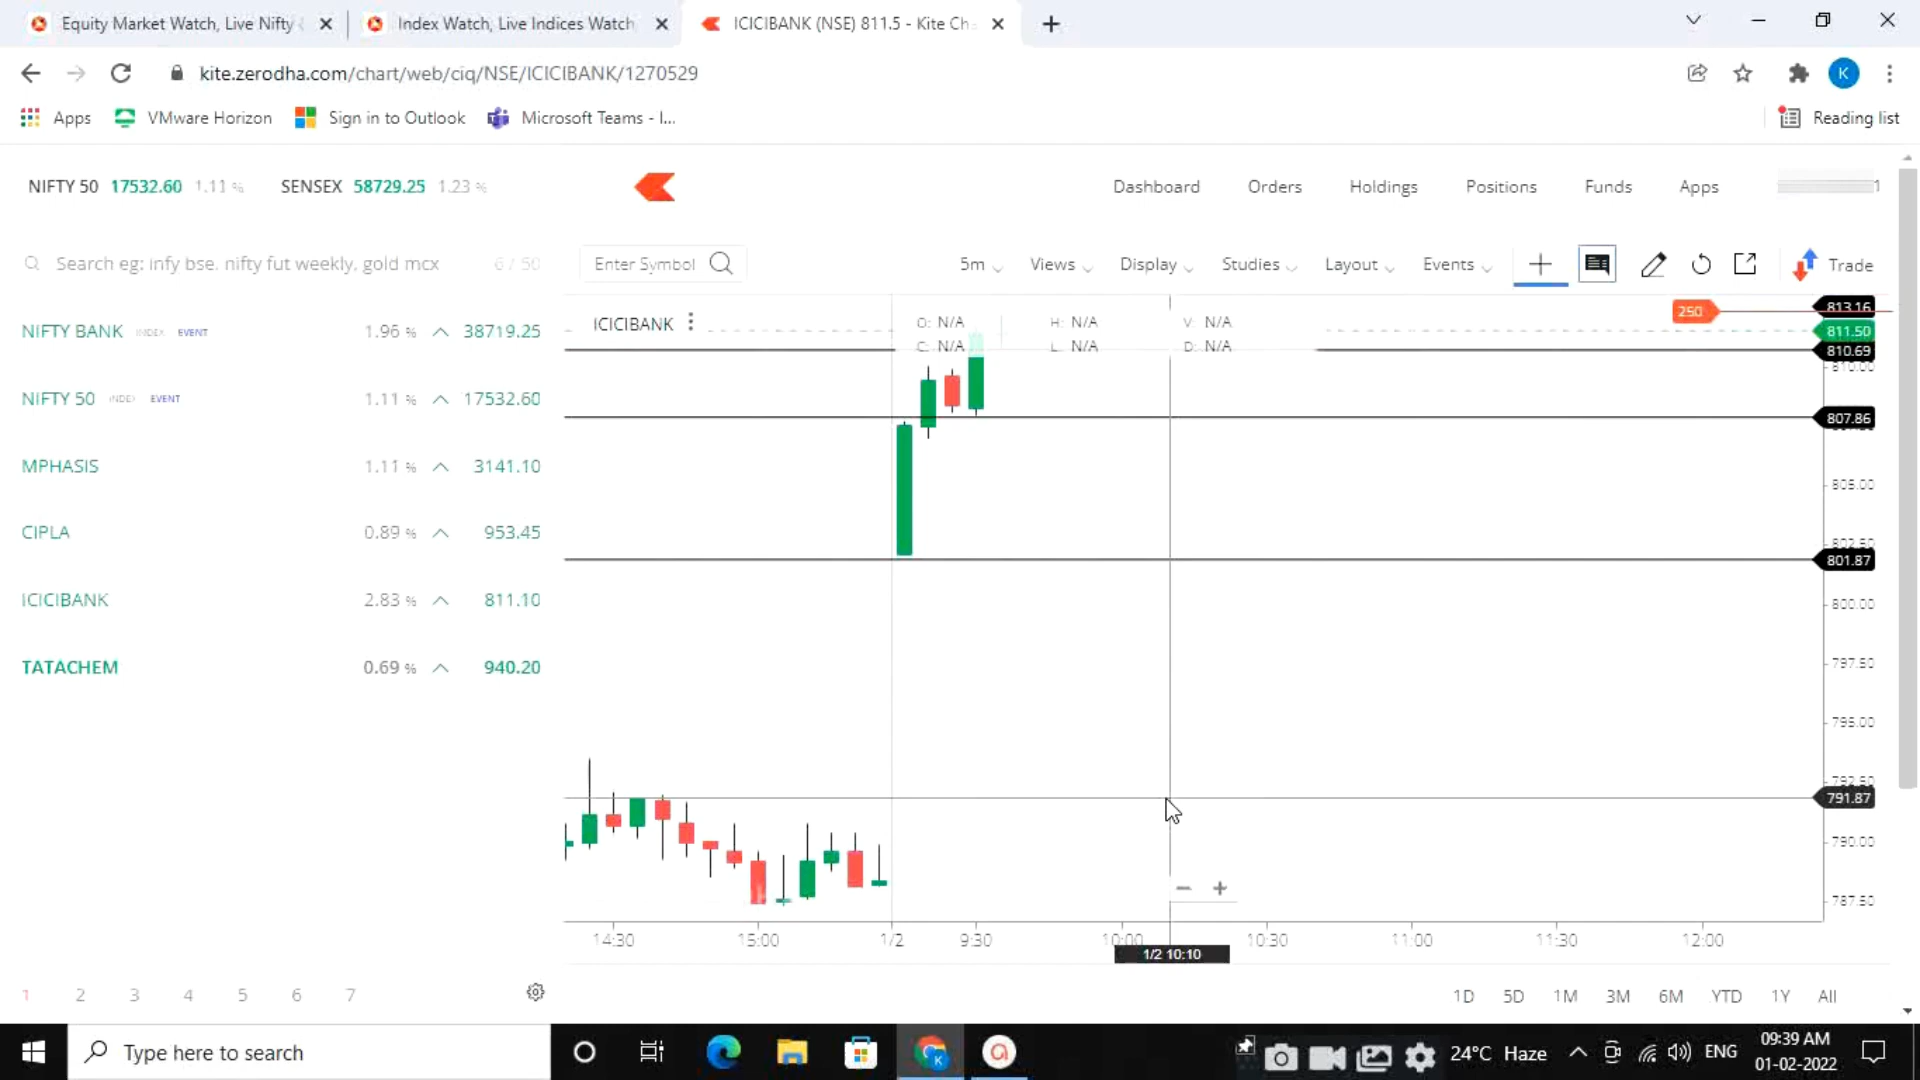 Equity Market Watch, Live Nifty
Index Watch, Live Indices Watch
ICICIBANK (NSE) 811.5 - Kite Ch
kite.zerodha.com/chart/web/ciq/NSE/ICICIBANK/1270529
K
Apps
VMware Horizon
Sign in to Outlook
Microsoft Teams - I...
Reading list
NIFTY 50 17532.60 1.11 %
SENSEX 58729.25 1.23 %
Dashboard
Orders
Holdings
Positions
Funds
Apps
1
Search eg: infy bse, nifty fut weekly, gold mcx
6 / 50
Enter Symbol
5m
Views
Display
Studies
Layout
Events
Trade
NIFTY BANK INDEX EVENT 1.96 % 38719.25
NIFTY 50 INDEX EVENT 1.11 % 17532.60
MPHASIS 1.11 % 3141.10
CIPLA 0.89 % 953.45
ICICIBANK 2.83 % 811.10
TATACHEM 0.69 % 940.20
ICICIBANK
O: N/A H: N/A V: N/A
C: N/A L: N/A D: N/A
250
813.16
811.50
810.69
810.00
807.86
805.00
802.50
801.87
800.00
797.50
795.00
792.50
791.87
790.00
787.50
14:30
15:00
1/2
9:30
10:00
10:30
11:00
11:30
12:00
1/2 10:10
1 2 3 4 5 6 7
1D 5D 1M 3M 6M YTD 1Y All
Type here to search
24°C Haze
ENG
09:39 AM
01-02-2022